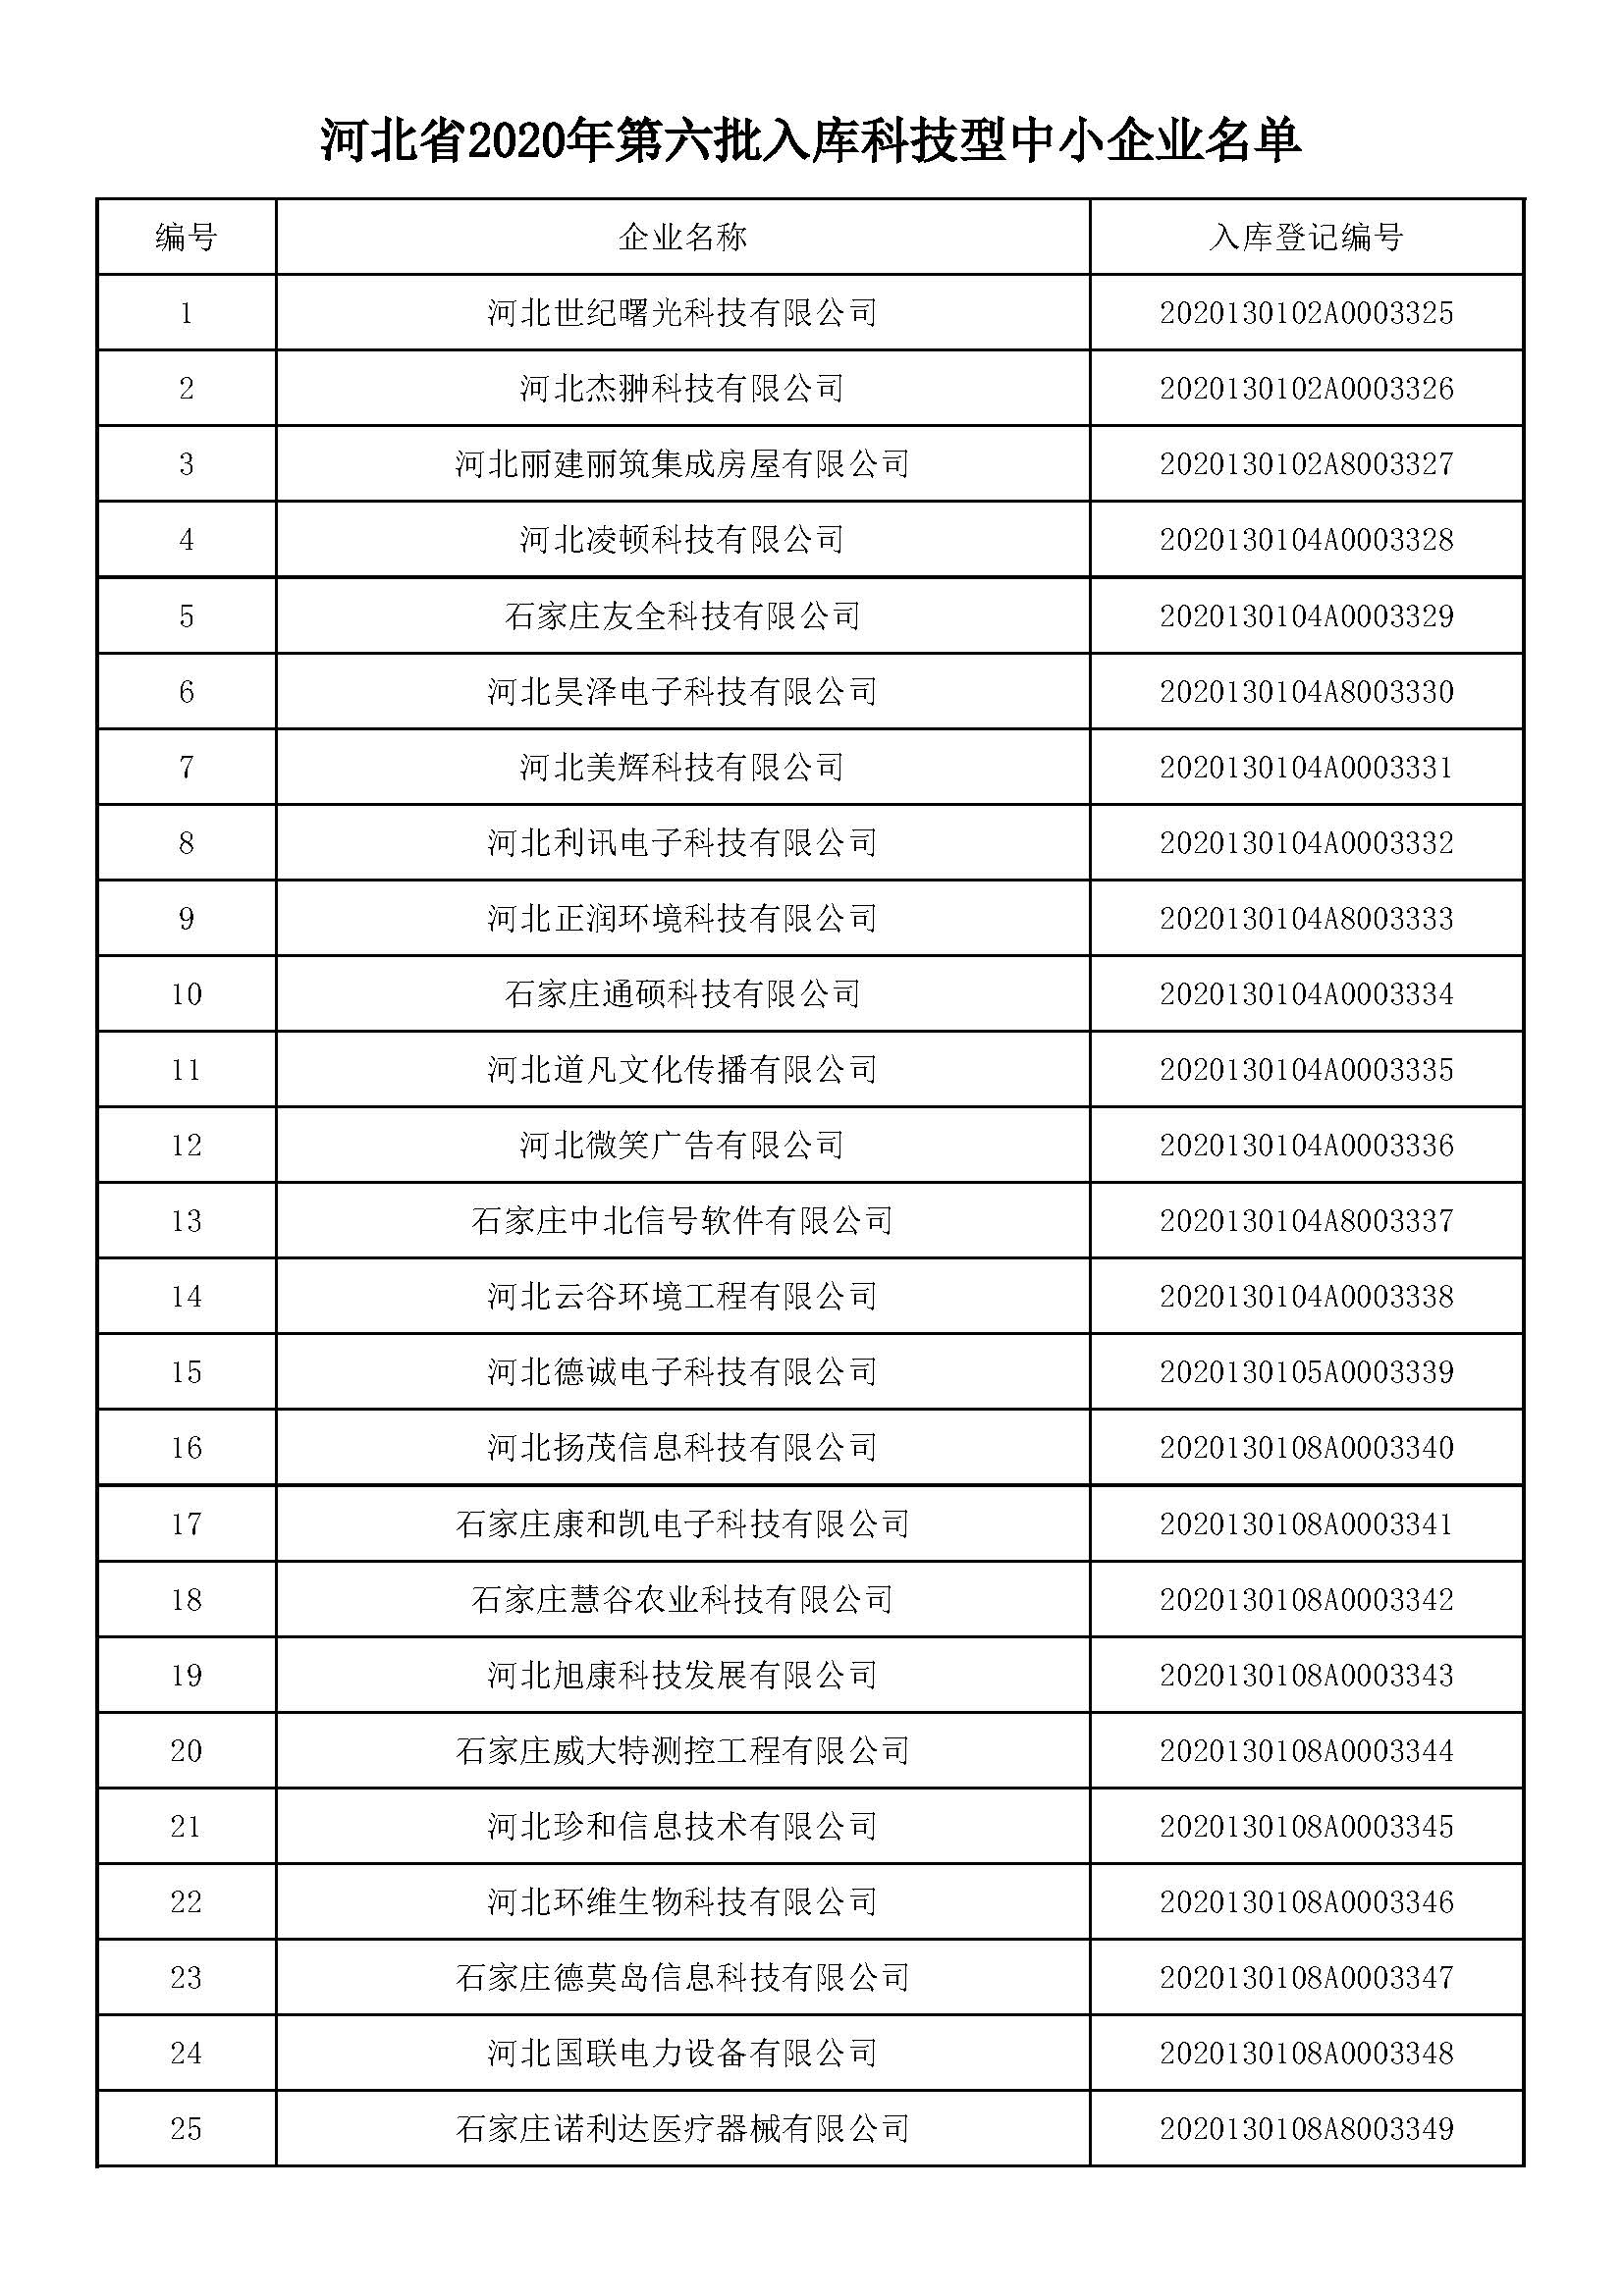 河北省2020年第六批入库科技型中小企业名单
编号 企业名称 入库登记编号
1 河北世纪曙光科技有限公司 2020130102A0003325
2 河北杰翀科技有限公司 2020130102A0003326
3 河北丽建丽筑集成房屋有限公司 2020130102A8003327
4 河北凌顿科技有限公司 2020130104A0003328
5 石家庄友全科技有限公司 2020130104A0003329
6 河北昊泽电子科技有限公司 2020130104A8003330
7 河北美辉科技有限公司 2020130104A0003331
8 河北利讯电子科技有限公司 2020130104A0003332
9 河北正润环境科技有限公司 2020130104A8003333
10 石家庄通硕科技有限公司 2020130104A0003334
11 河北道凡文化传播有限公司 2020130104A0003335
12 河北微笑广告有限公司 2020130104A0003336
13 石家庄中北信号软件有限公司 2020130104A8003337
14 河北云谷环境工程有限公司 2020130104A0003338
15 河北德诚电子科技有限公司 2020130105A0003339
16 河北扬茂信息科技有限公司 2020130108A0003340
17 石家庄康和凯电子科技有限公司 2020130108A0003341
18 石家庄慧谷农业科技有限公司 2020130108A0003342
19 河北旭康科技发展有限公司 2020130108A0003343
20 石家庄威大特测控工程有限公司 2020130108A0003344
21 河北珍和信息技术有限公司 2020130108A0003345
22 河北环维生物科技有限公司 2020130108A0003346
23 石家庄德莫岛信息科技有限公司 2020130108A0003347
24 河北国联电力设备有限公司 2020130108A0003348
25 石家庄诺利达医疗器械有限公司 2020130108A8003349